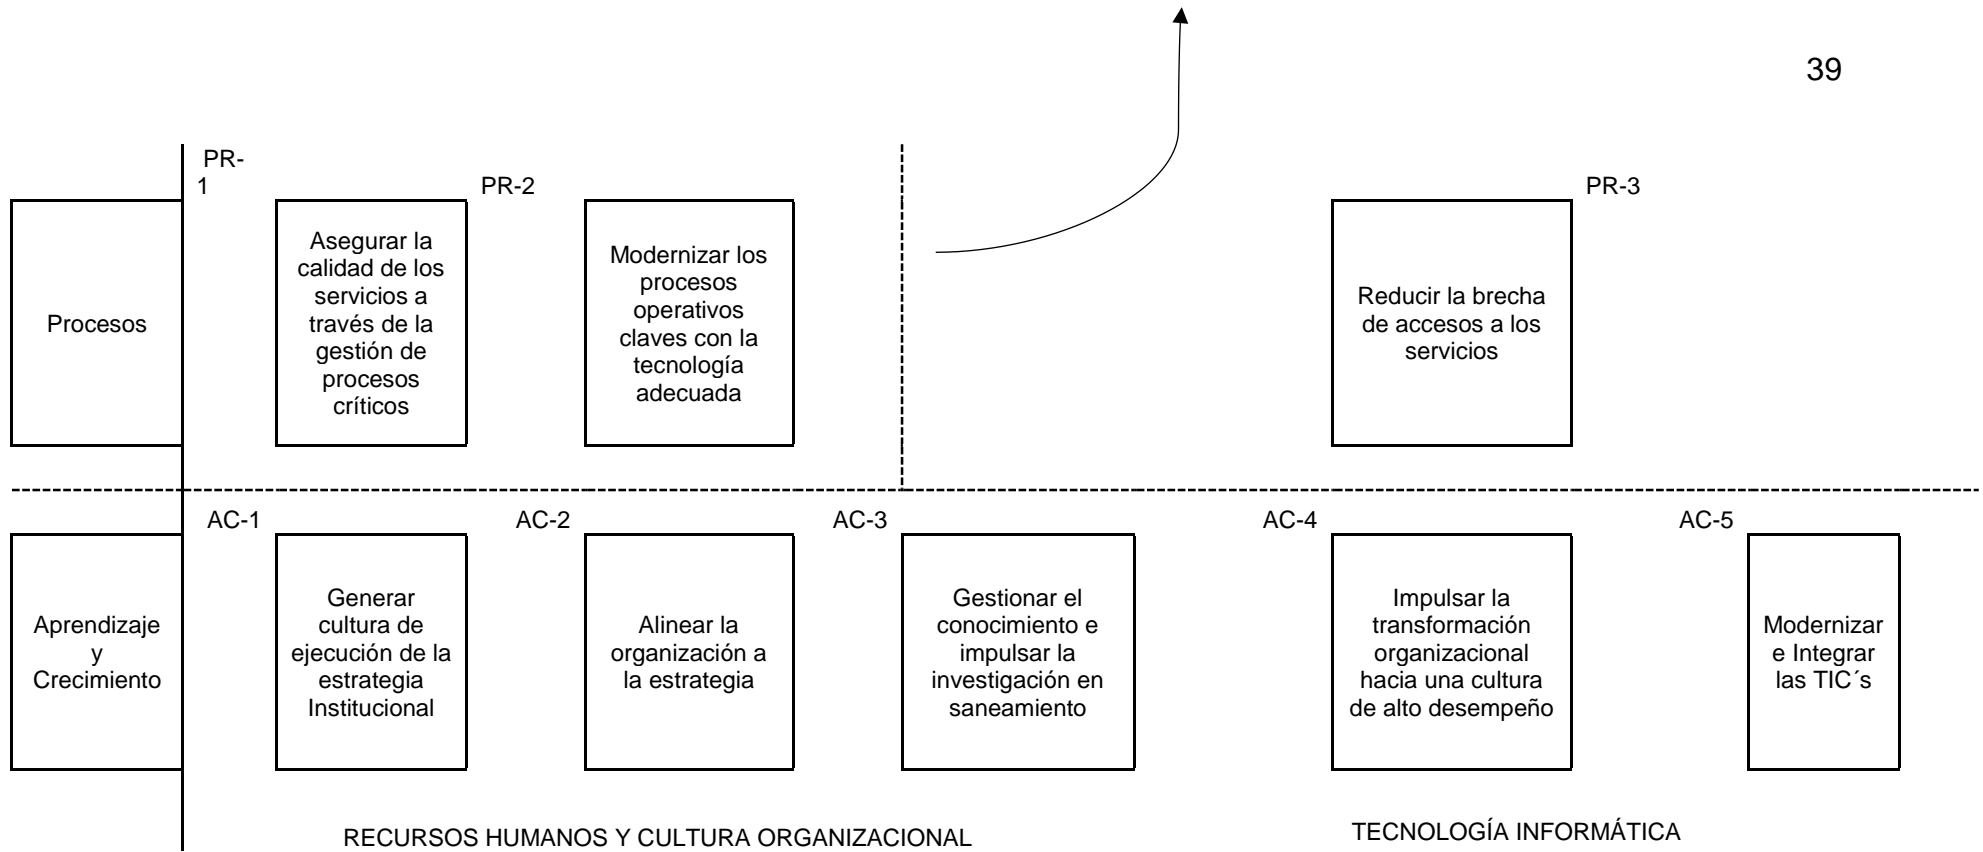 39
PR-
1
PR-2
PR-3
Procesos
Asegurar la
calidad de los
servicios a
través de la
gestión de
procesos
críticos
Modernizar los
procesos
operativos
claves con la
tecnología
adecuada
Reducir la brecha
de accesos a los
servicios
AC-1
AC-2
AC-3
AC-4
AC-5
Aprendizaje
y
Crecimiento
Generar
cultura de
ejecución de la
estrategia
Institucional
Alinear la
organización a
la estrategia
Gestionar el
conocimiento e
impulsar la
investigación en
saneamiento
Impulsar la
transformación
organizacional
hacia una cultura
de alto desempeño
Modernizar
e Integrar
las TIC´s
RECURSOS HUMANOS Y CULTURA ORGANIZACIONAL
TECNOLOGÍA INFORMÁTICA